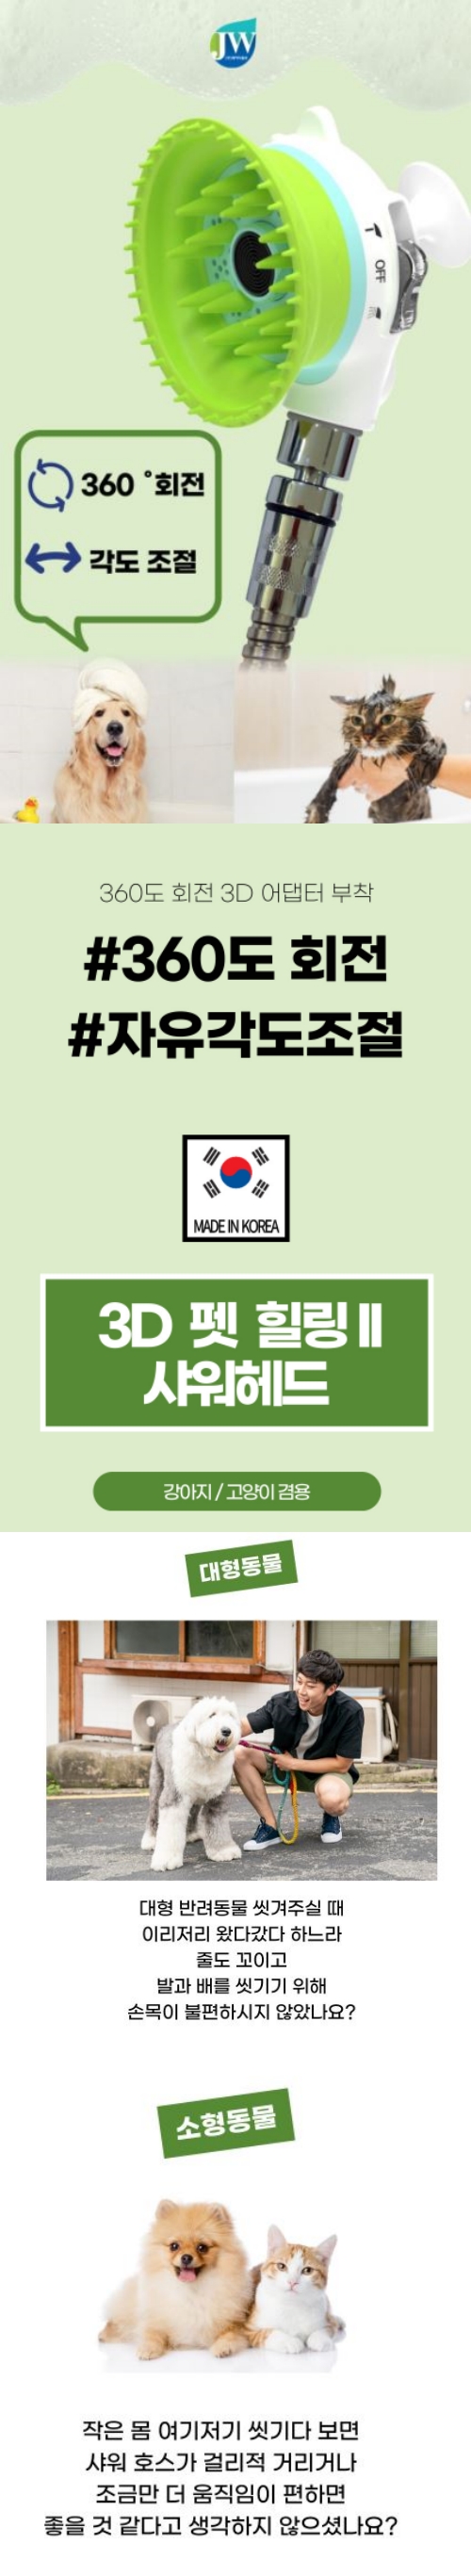 JW
OFF
360 °회전
각도 조절
360도 회전 3D 어댑터 부착
#360도 회전
#자유각도조절
MADE IN KOREA
3D 펫 힐링 II
샤워헤드
강아지 / 고양이 겸용
대형동물
대형 반려동물 씻겨주실 때
이리저리 왔다갔다 하느라
줄도 꼬이고
발과 배를 씻기기 위해
손목이 불편하시지 않았나요?
소형동물
작은 몸 여기저기 씻기다 보면
샤워 호스가 걸리적 거리거나
조금만 더 움직임이 편하면
좋을 것 같다고 생각하지 않으셨나요?